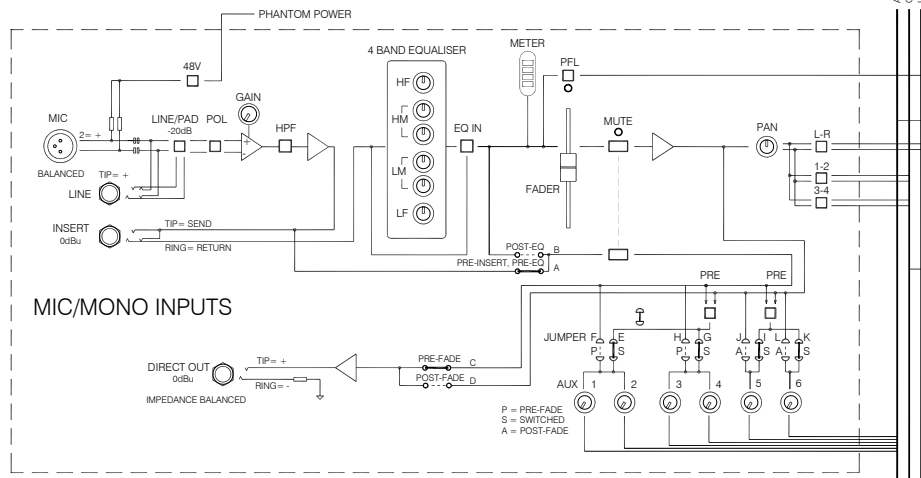 PHANTOM POWER
4 BAND EQUALISER
METER
48V
PFL
HF
GAIN
MIC
LINE/PAD
-20dB
POL
HPF
HM
EQ IN
MUTE
PAN
L-R
2= +
BALANCED
LM
1-2
TIP= +
LINE
FADER
3-4
LF
INSERT
0dBu
TIP= SEND
RING= RETURN
POST-EQ
B
PRE-INSERT, PRE-EQ
A
PRE
PRE
MIC/MONO INPUTS
JUMPER
F
E
H
G
J
I
L
K
P
S
P
S
A
S
A
S
DIRECT OUT
0dBu
TIP= +
RING= -
IMPEDANCE BALANCED
PRE-FADE
C
POST-FADE
D
AUX
1
2
3
4
5
6
P = PRE-FADE
S = SWITCHED
A = POST-FADE